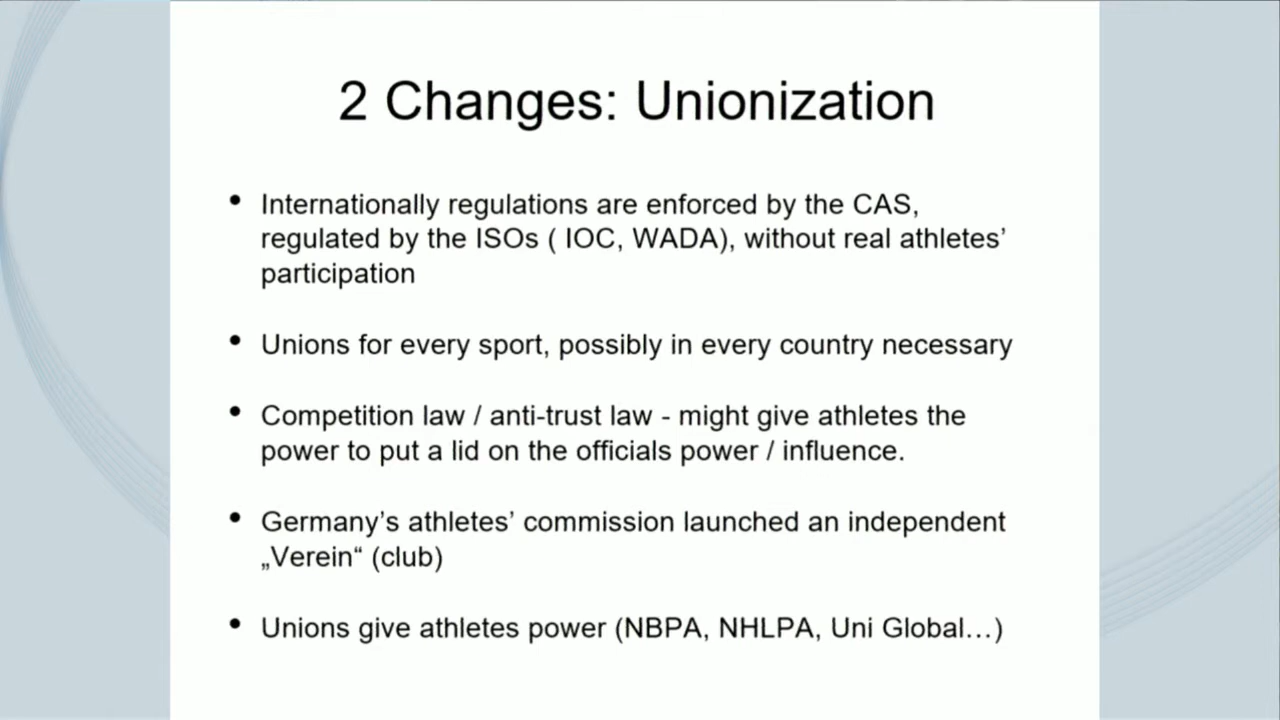 2 Changes: Unionization
• Internationally regulations are enforced by the CAS,
regulated by the ISOs ( IOC, WADA), without real athletes’
participation
• Unions for every sport, possibly in every country necessary
• Competition law / anti-trust law - might give athletes the
power to put a lid on the officials power / influence.
• Germany’s athletes’ commission launched an independent
„Verein“ (club)
• Unions give athletes power (NBPA, NHLPA, Uni Global…)